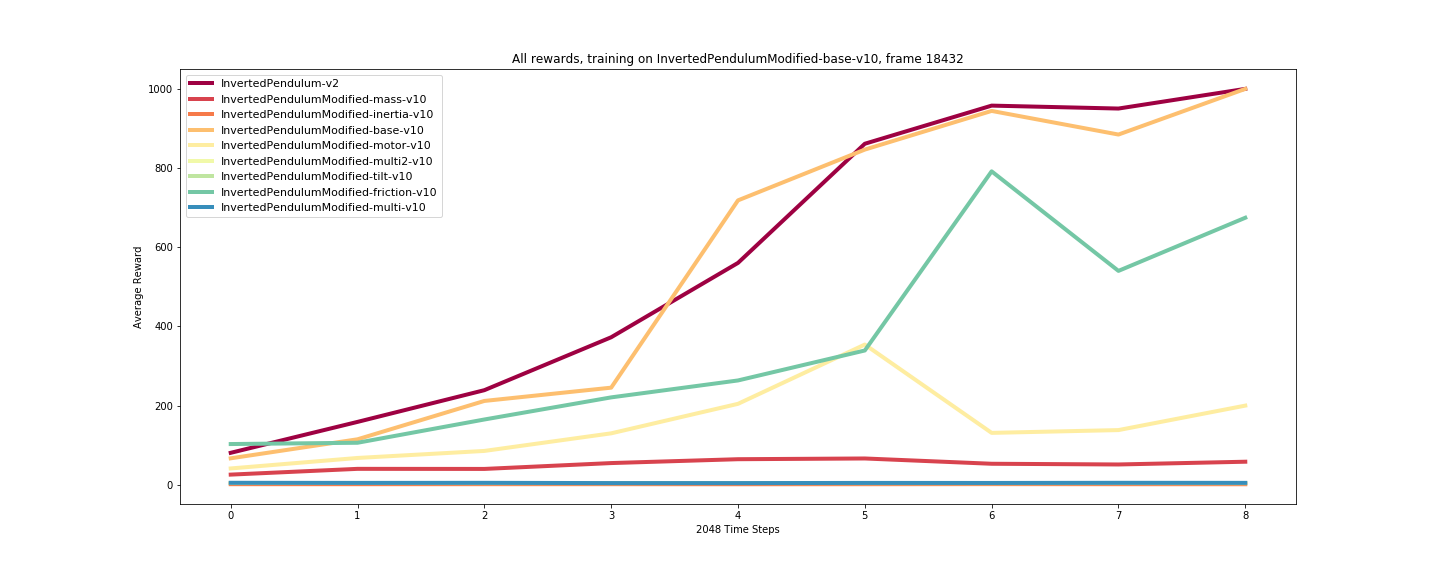 All rewards, training on InvertedPendulumModified-base-v10, frame 18432
InvertedPendulum-v2
InvertedPendulumModified-mass-v10
InvertedPendulumModified-inertia-v10
InvertedPendulumModified-base-v10
InvertedPendulumModified-motor-v10
InvertedPendulumModified-multi2-v10
InvertedPendulumModified-tilt-v10
InvertedPendulumModified-friction-v10
InvertedPendulumModified-multi-v10
1000
800
600
400
200
0
Average Reward
0 1 2 3 4 5 6 7 8
2048 Time Steps